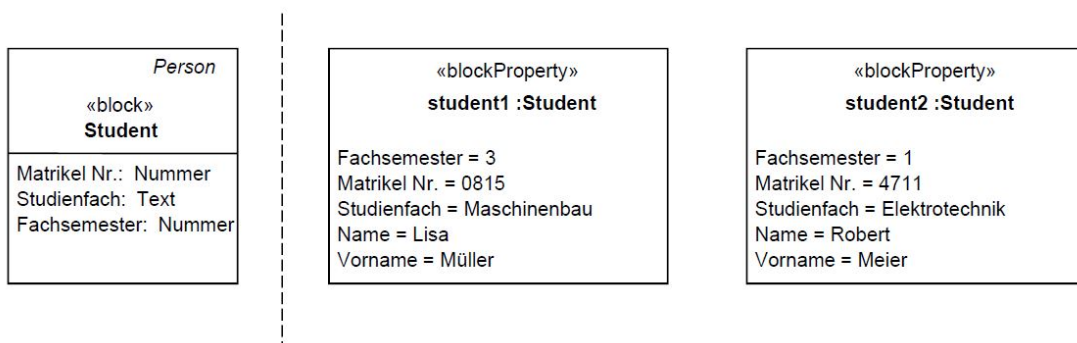 Person
«block»
Student
Matrikel Nr.: Nummer
Studienfach: Text
Fachsemester: Nummer
«blockProperty»
student1 :Student
Fachsemester = 3
Matrikel Nr. = 0815
Studienfach = Maschinenbau
Name = Lisa
Vorname = Müller
«blockProperty»
student2 :Student
Fachsemester = 1
Matrikel Nr. = 4711
Studienfach = Elektrotechnik
Name = Robert
Vorname = Meier